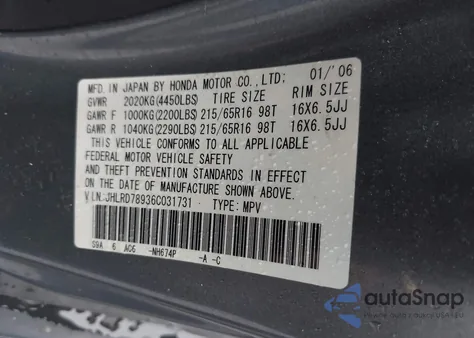 MFD. IN JAPAN BY HONDA MOTOR CO., LTD; 01/'06
GVWR 2020KG(4450LBS) TIRE SIZE RIM SIZE
GAWR F 1000KG(2200LBS) 215/65R16 98T 16X6.5JJ
GAWR R 1040KG(2290LBS) 215/65R16 98T 16X6.5JJ
THIS VEHICLE CONFORMS TO ALL APPLICABLE
FEDERAL MOTOR VEHICLE SAFETY
AND THEFT PREVENTION STANDARDS IN EFFECT
ON THE DATE OF MANUFACTURE SHOWN ABOVE.
V.I.N.:JHLRD78936C031731 TYPE: MPV
S9A 6 AC6 -NH674P -A -C
autoSnap